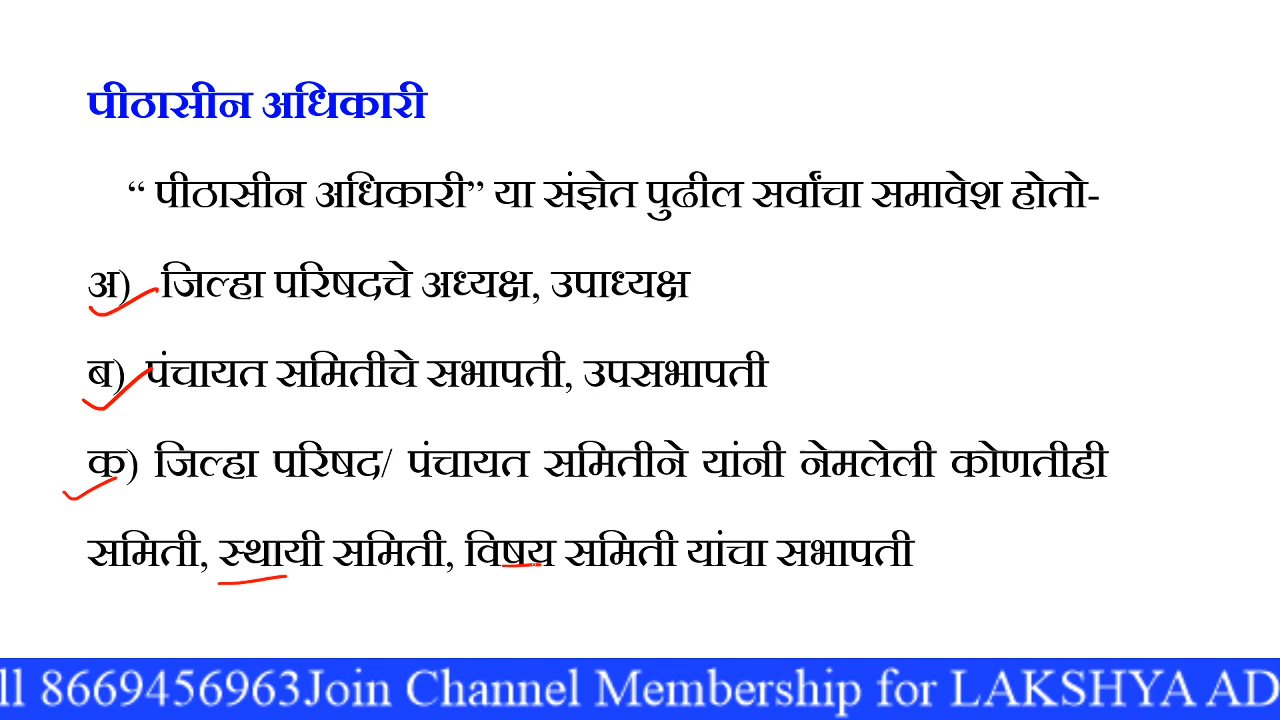 पीठासीन अधिकारी
“ पीठासीन अधिकारी” या संज्ञेत पुढील सर्वांचा समावेश होतो-
अ) जिल्हा परिषदचे अध्यक्ष, उपाध्यक्ष
ब) पंचायत समितीचे सभापती, उपसभापती
क) जिल्हा परिषद/ पंचायत समितीने यांनी नेमलेली कोणतीही
समिती, स्थायी समिती, विषय समिती यांचा सभापती
ll 8669456963Join Channel Membership for LAKSHYA AD